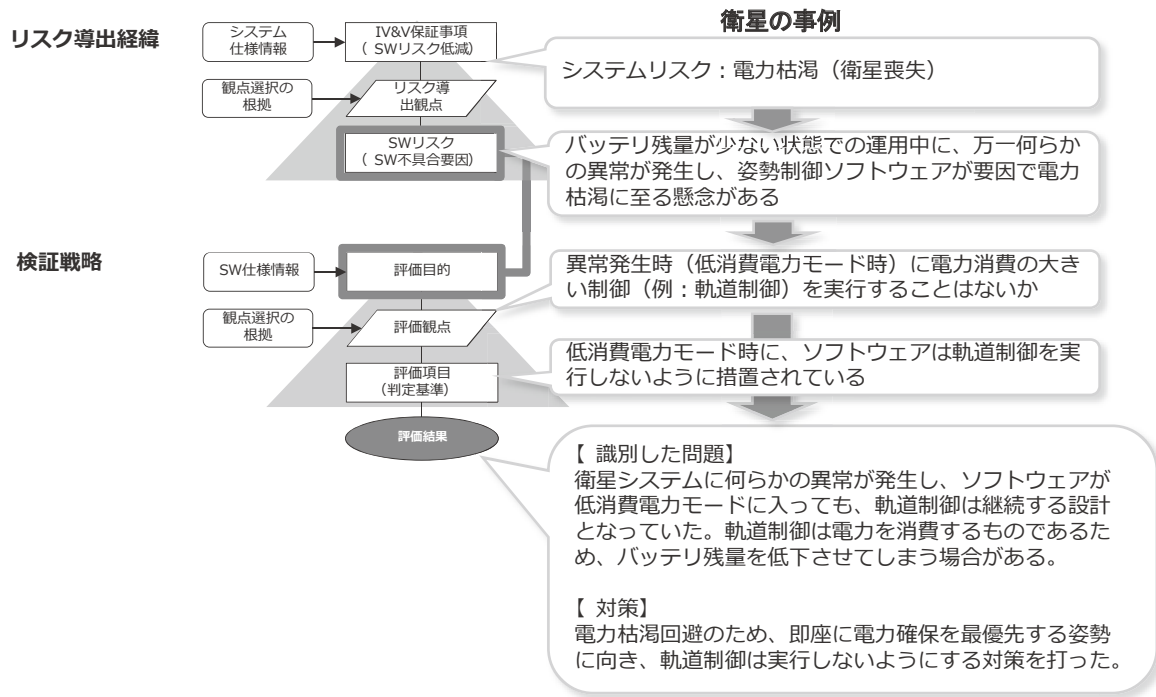 衛星の事例
リスク導出経緯
システム
仕様情報
IV&V保証事項
（ SWリスク低減）
観点選択の
根拠
リスク導
出観点
SWリスク
（ SW不具合要因）
システムリスク：電力枯渇（衛星喪失）
バッテリ残量が少ない状態での運用中に、万一何らか
の異常が発生し、姿勢制御ソフトウェアが要因で電力
枯渇に至る懸念がある
検証戦略
SW仕様情報
評価目的
観点選択の
根拠
評価観点
評価項目
（判定基準）
評価結果
異常発生時（低消費電力モード時）に電力消費の大き
い制御（例：軌道制御）を実行することはないか
低消費電力モード時に、ソフトウェアは軌道制御を実
行しないように措置されている
【 識別した問題】
衛星システムに何らかの異常が発生し、ソフトウェアが
低消費電力モードに入っても、軌道制御は継続する設計
となっていた。軌道制御は電力を消費するものであるた
め、バッテリ残量を低下させてしまう場合がある。
【 対策】
電力枯渇回避のため、即座に電力確保を最優先する姿勢
に向き、軌道制御は実行しないようにする対策を打った。